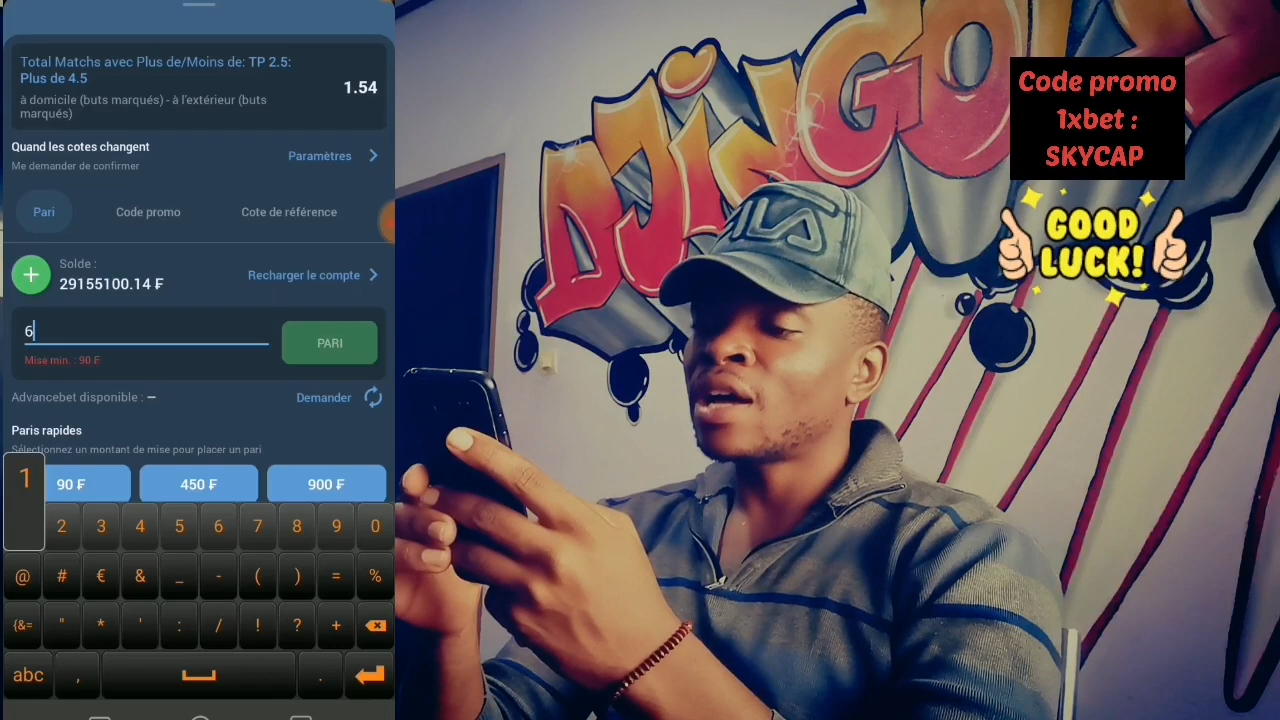 Total Matchs avec Plus de/Moins de: TP 2.5:
Plus de 4.5
1.54
à domicile (buts marqués) - à l'extérieur (buts
marqués)
Quand les cotes changent
Me demander de confirmer
Paramètres
Pari
Code promo
Cote de référence
Solde :
29155100.14 ₣
Recharger le compte
6
PARI
Mise min. : 90 ₣
Advancebet disponible : –
Demander
Paris rapides
Sélectionnez un montant de mise pour placer un pari
90 ₣
450 ₣
900 ₣
1 2 3 4 5 6 7 8 9 0
@ # € & _ - ( ) = %
{&= " * ' : / ! ? +
abc , .
DJiNGOII
FILA
Code promo
1xbet :
SKYCAP
GOOD
LUCK!